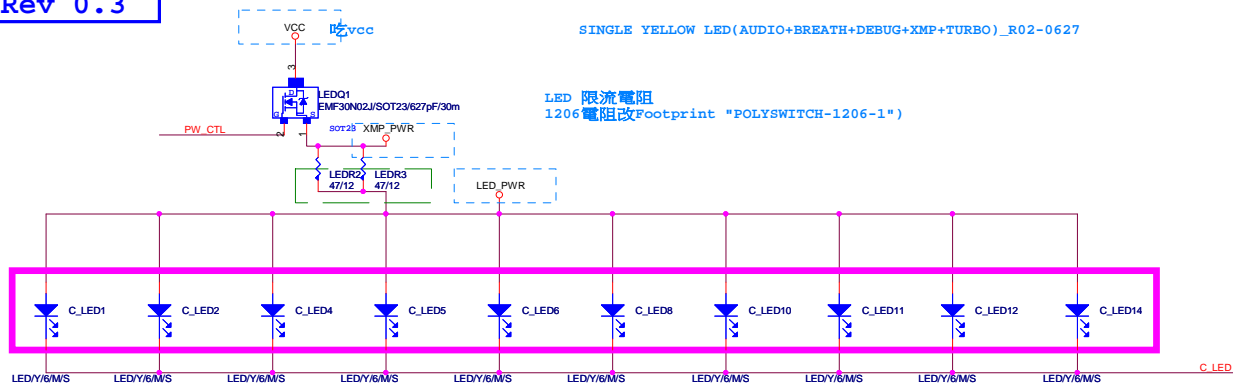 Rev 0.3
VCC
吃vcc
SINGLE YELLOW LED(AUDIO+BREATH+DEBUG+XMP+TURBO)_R02-0627
3
D
LEDQ1
EMF30N02J/SOT23/627pF/30m
G
S
LED 限流電阻
1206電阻改Footprint "POLYSWITCH-1206-1")
PW_CTL
2
1
SOT23
XMP_PWR
LEDR2
47/12
LEDR3
47/12
LED_PWR
C_LED1
C_LED2
C_LED4
C_LED5
C_LED6
C_LED8
C_LED10
C_LED11
C_LED12
C_LED14
C_LED
LED/Y/6/M/S
LED/Y/6/M/S
LED/Y/6/M/S
LED/Y/6/M/S
LED/Y/6/M/S
LED/Y/6/M/S
LED/Y/6/M/S
LED/Y/6/M/S
LED/Y/6/M/S
LED/Y/6/M/S